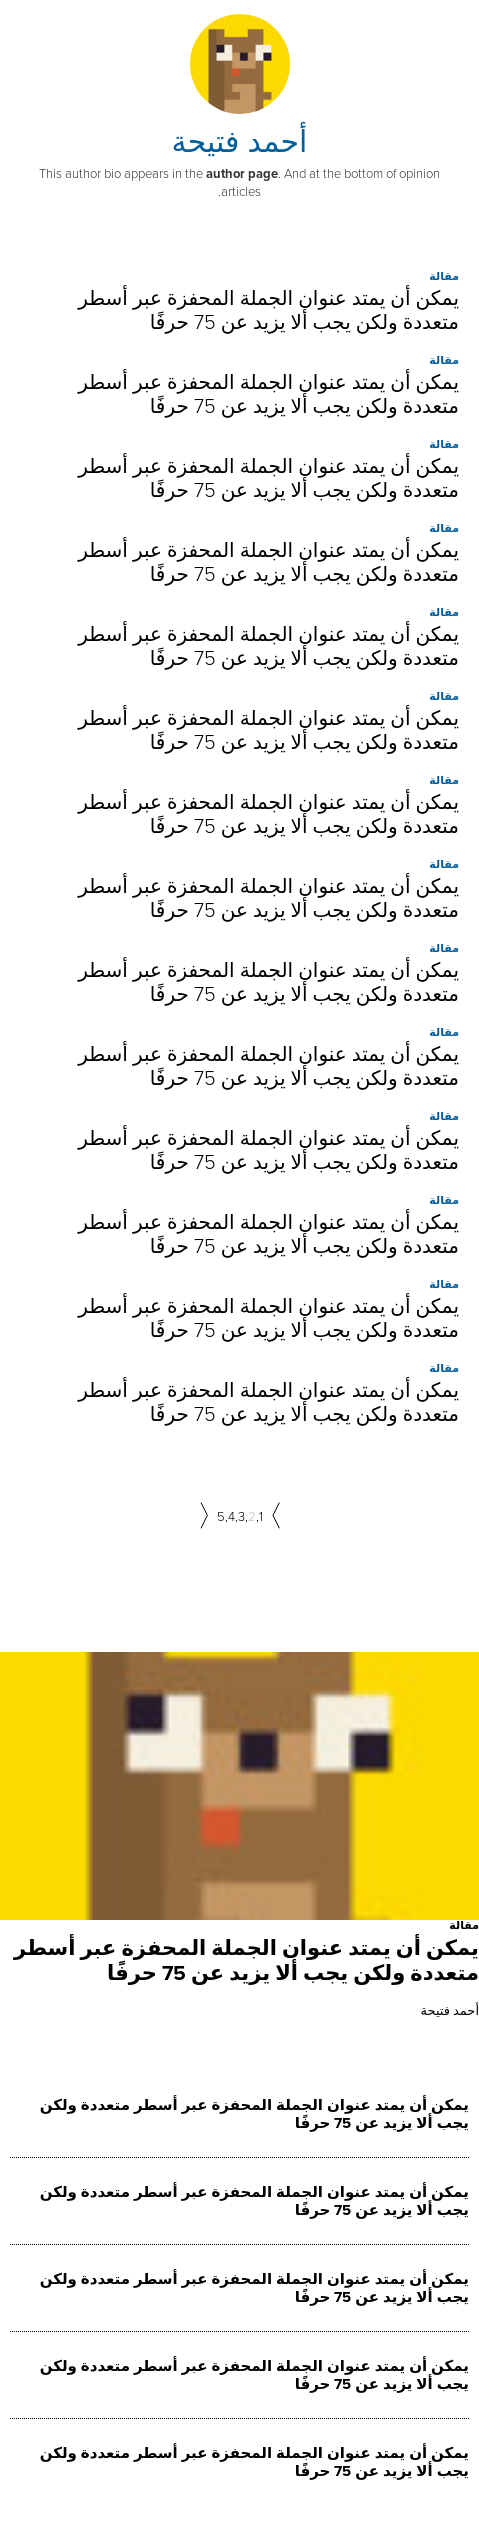 أحمد فتيحة
This author bio appears in the author page. And at the bottom of opinion
articles.
مقالة
يمكن أن يمتد عنوان الجملة المحفزة عبر أسطر
متعددة ولكن يجب ألا يزيد عن 75 حرفًا
مقالة
يمكن أن يمتد عنوان الجملة المحفزة عبر أسطر
متعددة ولكن يجب ألا يزيد عن 75 حرفًا
مقالة
يمكن أن يمتد عنوان الجملة المحفزة عبر أسطر
متعددة ولكن يجب ألا يزيد عن 75 حرفًا
مقالة
يمكن أن يمتد عنوان الجملة المحفزة عبر أسطر
متعددة ولكن يجب ألا يزيد عن 75 حرفًا
مقالة
يمكن أن يمتد عنوان الجملة المحفزة عبر أسطر
متعددة ولكن يجب ألا يزيد عن 75 حرفًا
مقالة
يمكن أن يمتد عنوان الجملة المحفزة عبر أسطر
متعددة ولكن يجب ألا يزيد عن 75 حرفًا
مقالة
يمكن أن يمتد عنوان الجملة المحفزة عبر أسطر
متعددة ولكن يجب ألا يزيد عن 75 حرفًا
مقالة
يمكن أن يمتد عنوان الجملة المحفزة عبر أسطر
متعددة ولكن يجب ألا يزيد عن 75 حرفًا
مقالة
يمكن أن يمتد عنوان الجملة المحفزة عبر أسطر
متعددة ولكن يجب ألا يزيد عن 75 حرفًا
مقالة
يمكن أن يمتد عنوان الجملة المحفزة عبر أسطر
متعددة ولكن يجب ألا يزيد عن 75 حرفًا
مقالة
يمكن أن يمتد عنوان الجملة المحفزة عبر أسطر
متعددة ولكن يجب ألا يزيد عن 75 حرفًا
مقالة
يمكن أن يمتد عنوان الجملة المحفزة عبر أسطر
متعددة ولكن يجب ألا يزيد عن 75 حرفًا
مقالة
يمكن أن يمتد عنوان الجملة المحفزة عبر أسطر
متعددة ولكن يجب ألا يزيد عن 75 حرفًا
مقالة
يمكن أن يمتد عنوان الجملة المحفزة عبر أسطر
متعددة ولكن يجب ألا يزيد عن 75 حرفًا
1,2,3,4,5
مقالة
يمكن أن يمتد عنوان الجملة المحفزة عبر أسطر
متعددة ولكن يجب ألا يزيد عن 75 حرفًا
أحمد فتيحة
يمكن أن يمتد عنوان الجملة المحفزة عبر أسطر متعددة ولكن
يجب ألا يزيد عن 75 حرفًا
يمكن أن يمتد عنوان الجملة المحفزة عبر أسطر متعددة ولكن
يجب ألا يزيد عن 75 حرفًا
يمكن أن يمتد عنوان الجملة المحفزة عبر أسطر متعددة ولكن
يجب ألا يزيد عن 75 حرفًا
يمكن أن يمتد عنوان الجملة المحفزة عبر أسطر متعددة ولكن
يجب ألا يزيد عن 75 حرفًا
يمكن أن يمتد عنوان الجملة المحفزة عبر أسطر متعددة ولكن
يجب ألا يزيد عن 75 حرفًا